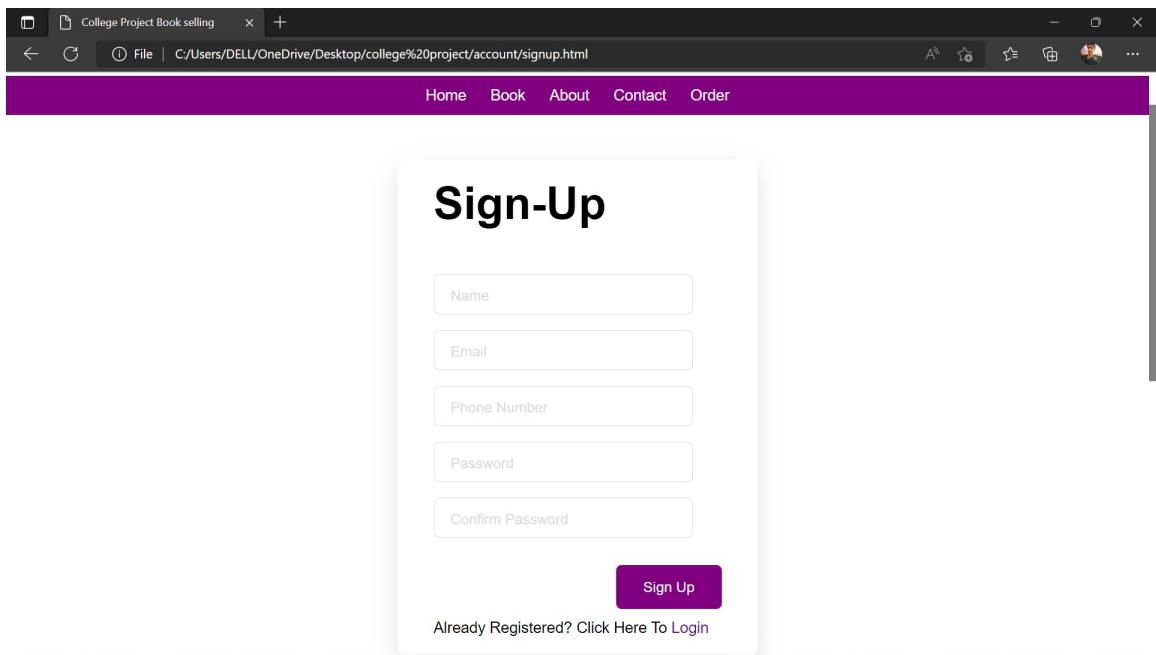 College Project Book selling
File | C:/Users/DELL/OneDrive/Desktop/college%20project/account/signup.html
Home Book About Contact Order
Sign-Up
Name
Email
Phone Number
Password
Confirm Password
Sign Up
Already Registered? Click Here To Login